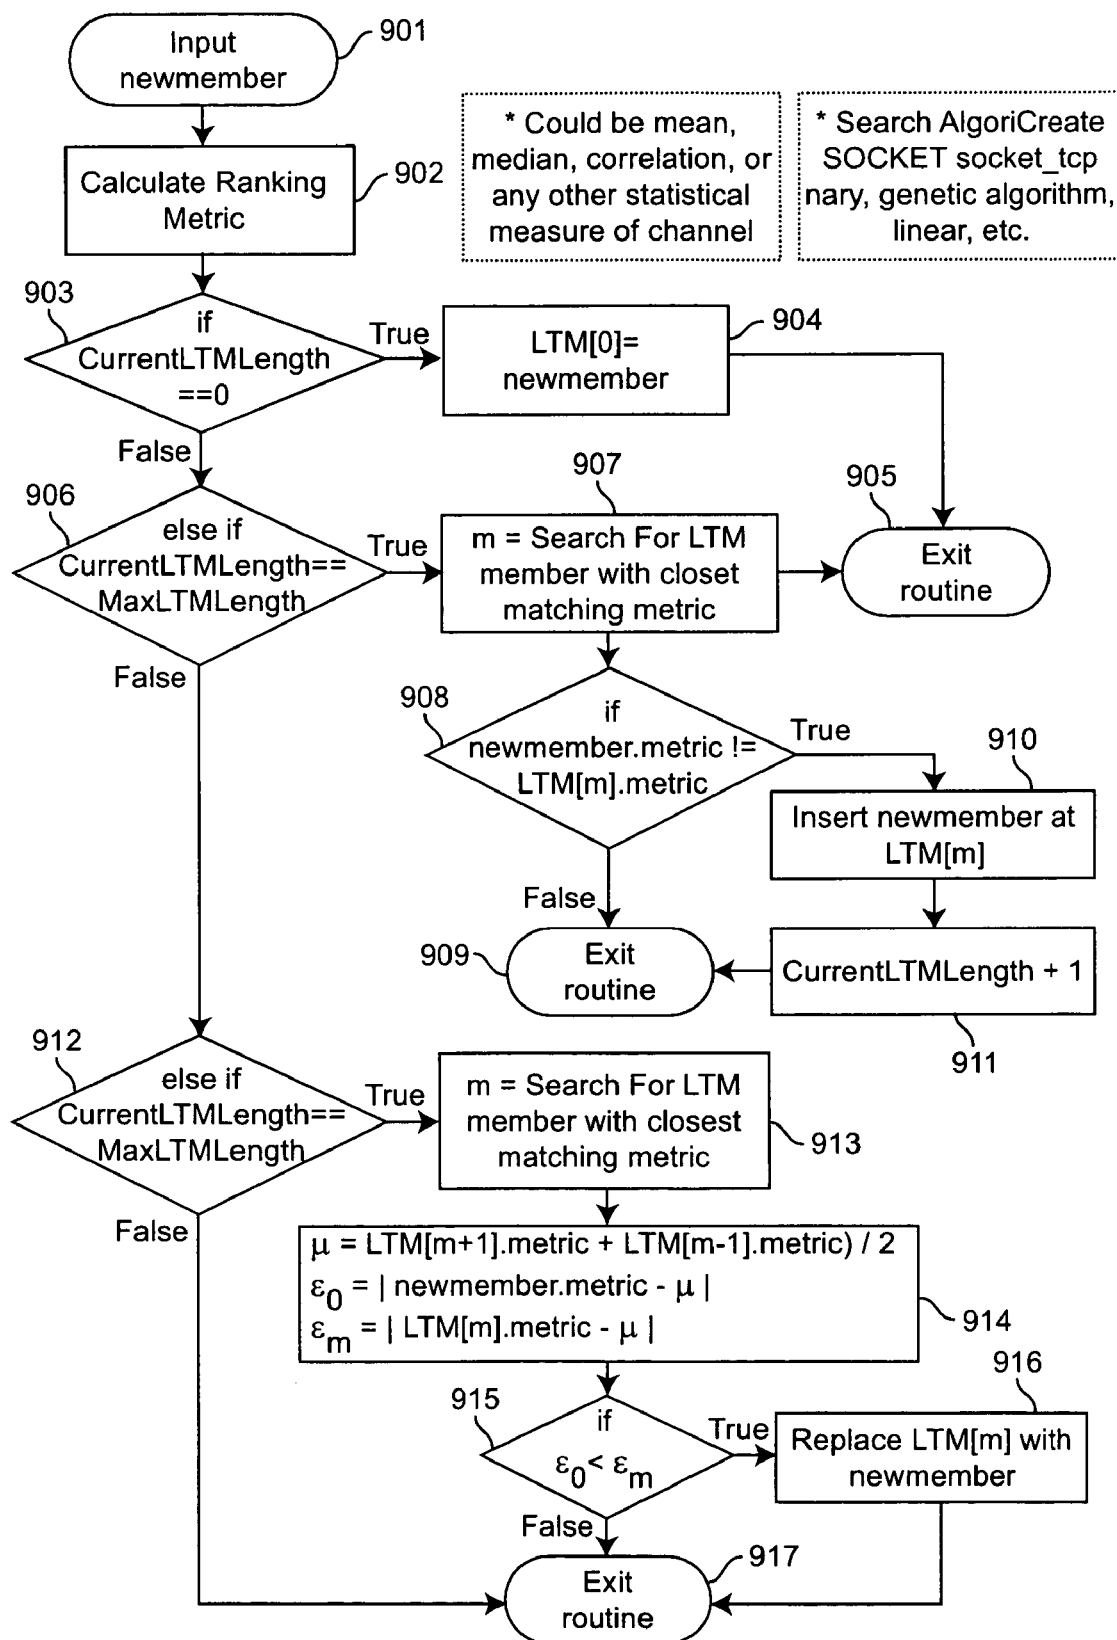 Input
newmember
901
Calculate Ranking
Metric
902
* Could be mean,
median, correlation, or
any other statistical
measure of channel
* Search AlgoriCreate
SOCKET socket_tcp
nary, genetic algorithm,
linear, etc.
903
if
CurrentLTMLength
==0
True
False
LTM[0]=
newmember
904
905
Exit
routine
906
else if
CurrentLTMLength==
MaxLTMLength
True
False
907
m = Search For LTM
member with closet
matching metric
908
if
newmember.metric !=
LTM[m].metric
True
False
910
Insert newmember at
LTM[m]
CurrentLTMLength + 1
911
909
Exit
routine
912
else if
CurrentLTMLength==
MaxLTMLength
True
False
m = Search For LTM
member with closest
matching metric
913
μ = LTM[m+1].metric + LTM[m-1].metric) / 2
ε0 = | newmember.metric - μ |
εm = | LTM[m].metric - μ |
914
915
if
ε0< εm
True
False
916
Replace LTM[m] with
newmember
917
Exit
routine